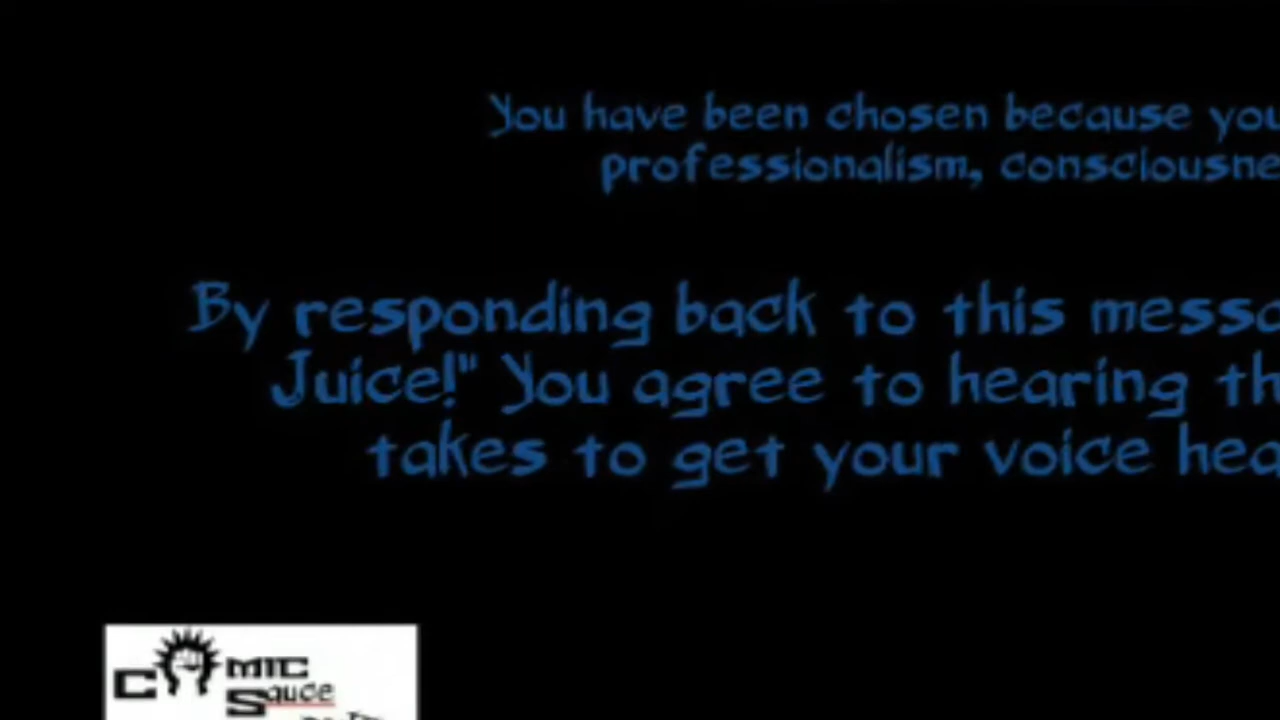 You have been chosen because you
professionalism, consciousne
By responding back to this messa
Juice!" You agree to hearing th
takes to get your voice hea
COMIC
Sauce